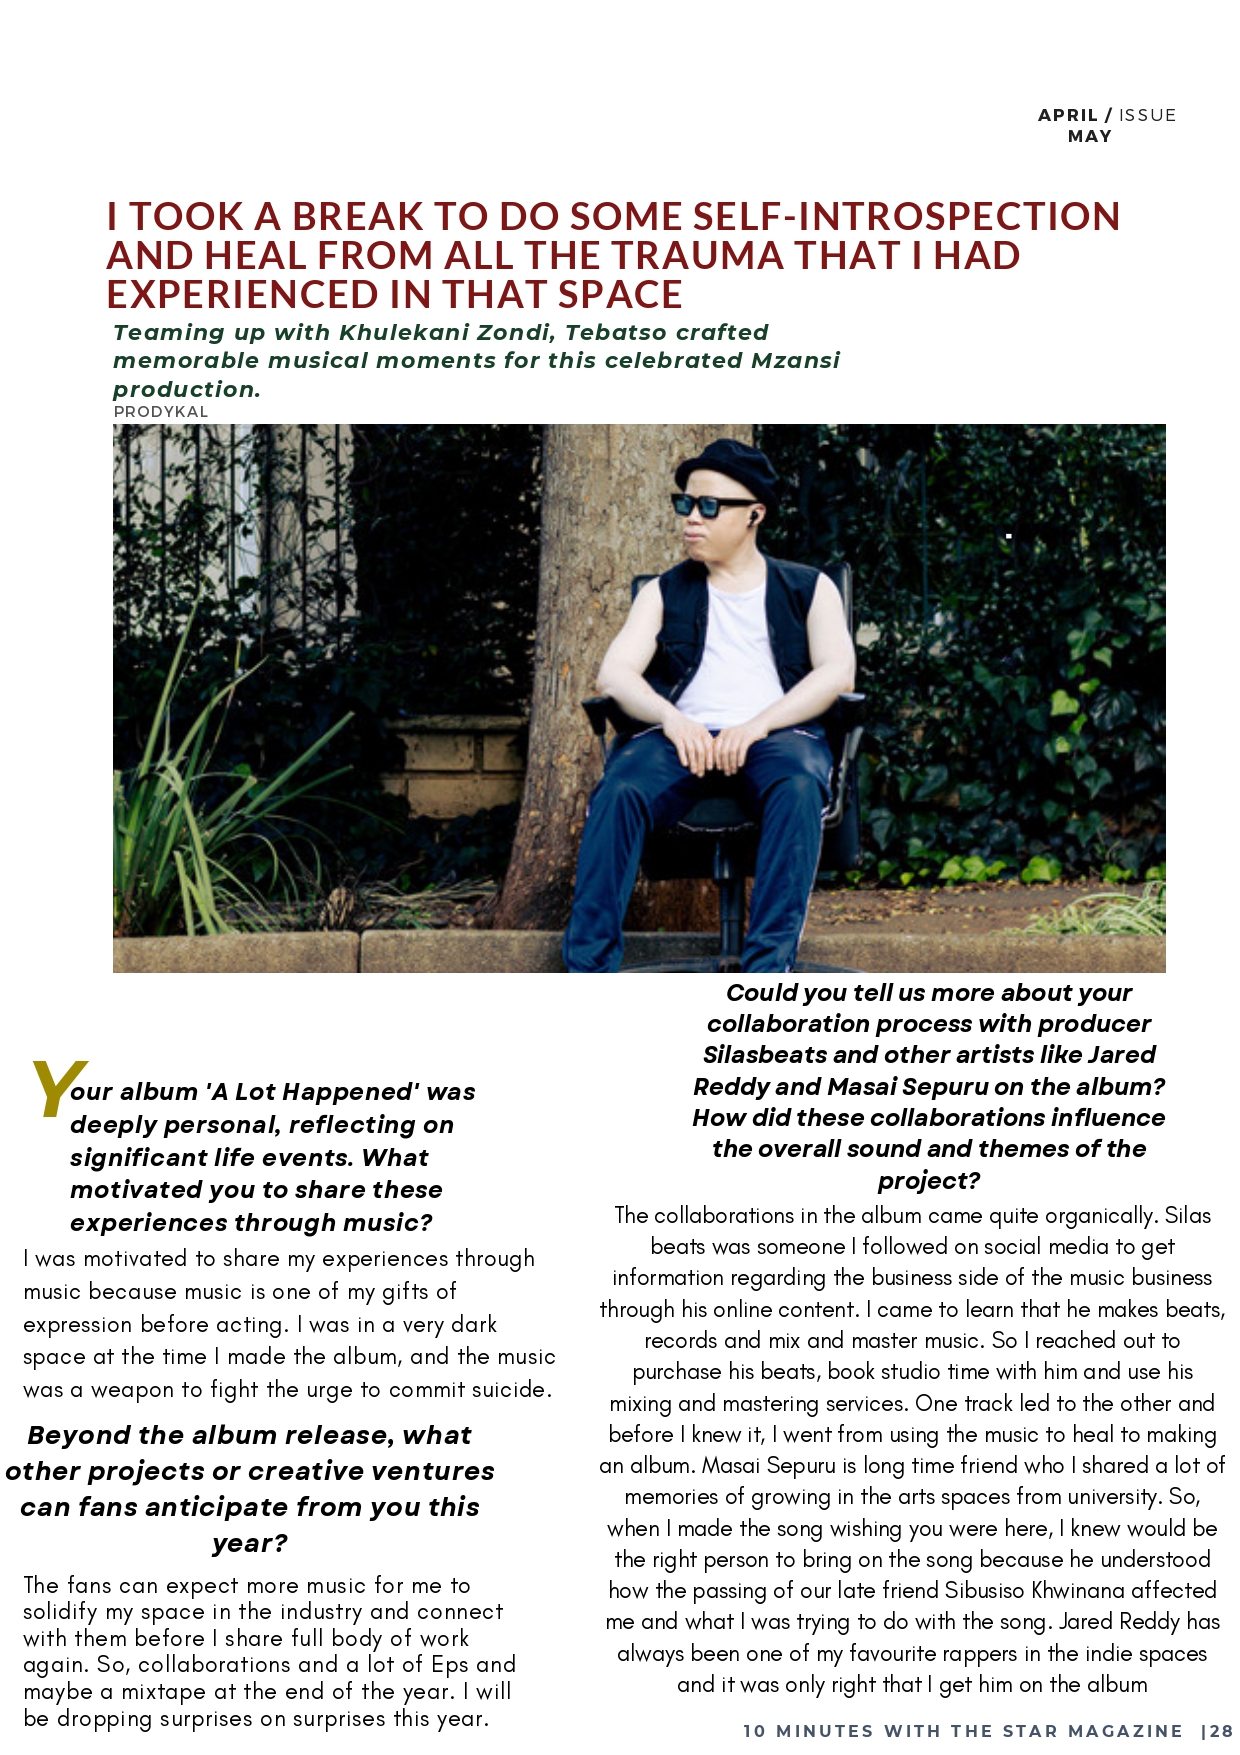 APRIL / ISSUE
MAY
I TOOK A BREAK TO DO SOME SELF-INTROSPECTION
AND HEAL FROM ALL THE TRAUMA THAT I HAD
EXPERIENCED IN THAT SPACE
Teaming up with Khulekani Zondi, Tebatso crafted
memorable musical moments for this celebrated Mzansi
production.
PRODYKAL
Your album 'A Lot Happened' was
deeply personal, reflecting on
significant life events. What
motivated you to share these
experiences through music?
I was motivated to share my experiences through
music because music is one of my gifts of
expression before acting. I was in a very dark
space at the time I made the album, and the music
was a weapon to fight the urge to commit suicide.
Beyond the album release, what
other projects or creative ventures
can fans anticipate from you this
year?
The fans can expect more music for me to
solidify my space in the industry and connect
with them before I share full body of work
again. So, collaborations and a lot of Eps and
maybe a mixtape at the end of the year. I will
be dropping surprises on surprises this year.
Could you tell us more about your
collaboration process with producer
Silasbeats and other artists like Jared
Reddy and Masai Sepuru on the album?
How did these collaborations influence
the overall sound and themes of the
project?
The collaborations in the album came quite organically. Silas
beats was someone I followed on social media to get
information regarding the business side of the music business
through his online content. I came to learn that he makes beats,
records and mix and master music. So I reached out to
purchase his beats, book studio time with him and use his
mixing and mastering services. One track led to the other and
before I knew it, I went from using the music to heal to making
an album. Masai Sepuru is long time friend who I shared a lot of
memories of growing in the arts spaces from university. So,
when I made the song wishing you were here, I knew would be
the right person to bring on the song because he understood
how the passing of our late friend Sibusiso Khwinana affected
me and what I was trying to do with the song. Jared Reddy has
always been one of my favourite rappers in the indie spaces
and it was only right that I get him on the album
10 MINUTES WITH THE STAR MAGAZINE |28